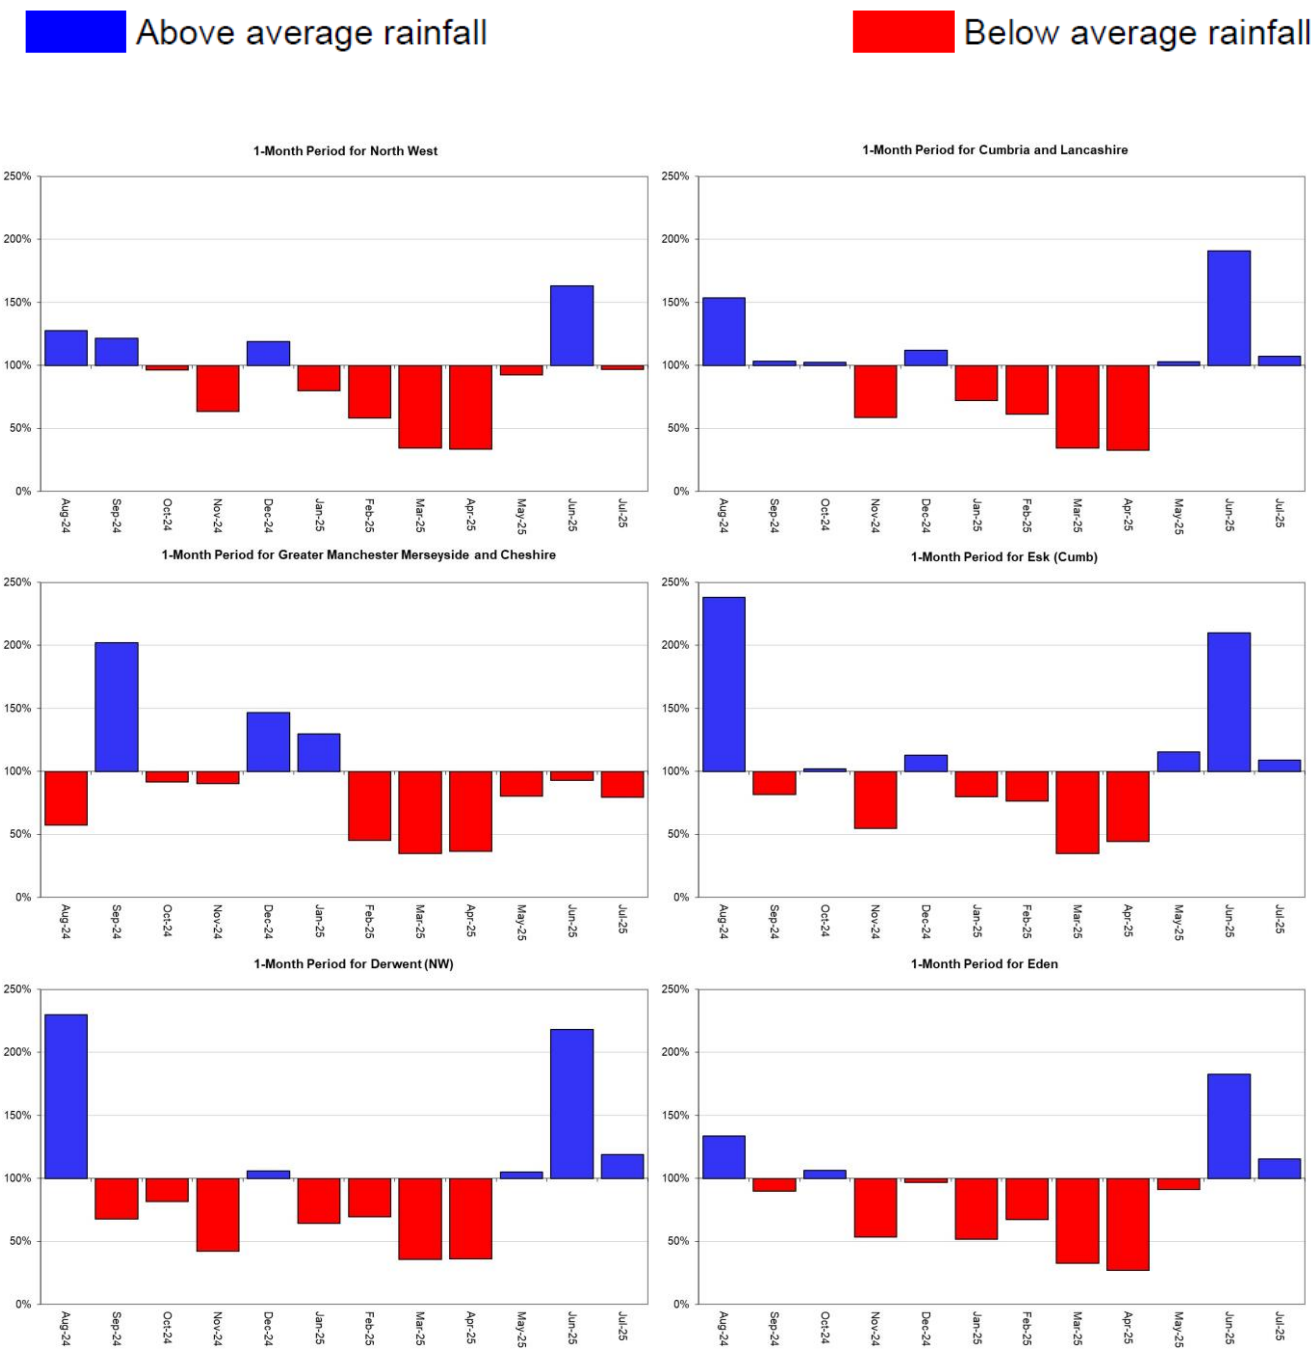 Above average rainfall
Below average rainfall
1-Month Period for North West
250%
200%
150%
100%
50%
0%
Aug-24
Sep-24
Oct-24
Nov-24
Dec-24
Jan-25
Feb-25
Mar-25
Apr-25
May-25
Jun-25
Jul-25
1-Month Period for Cumbria and Lancashire
250%
200%
150%
100%
50%
0%
Aug-24
Sep-24
Oct-24
Nov-24
Dec-24
Jan-25
Feb-25
Mar-25
Apr-25
May-25
Jun-25
Jul-25
1-Month Period for Greater Manchester Merseyside and Cheshire
250%
200%
150%
100%
50%
0%
Aug-24
Sep-24
Oct-24
Nov-24
Dec-24
Jan-25
Feb-25
Mar-25
Apr-25
May-25
Jun-25
Jul-25
1-Month Period for Esk (Cumb)
250%
200%
150%
100%
50%
0%
Aug-24
Sep-24
Oct-24
Nov-24
Dec-24
Jan-25
Feb-25
Mar-25
Apr-25
May-25
Jun-25
Jul-25
1-Month Period for Derwent (NW)
250%
200%
150%
100%
50%
0%
Aug-24
Sep-24
Oct-24
Nov-24
Dec-24
Jan-25
Feb-25
Mar-25
Apr-25
May-25
Jun-25
Jul-25
1-Month Period for Eden
250%
200%
150%
100%
50%
0%
Aug-24
Sep-24
Oct-24
Nov-24
Dec-24
Jan-25
Feb-25
Mar-25
Apr-25
May-25
Jun-25
Jul-25